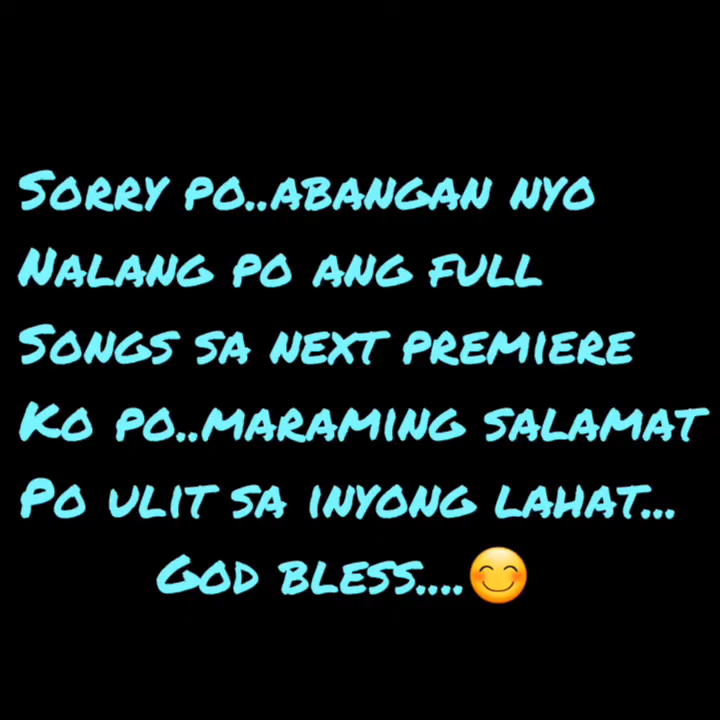 Sorry po..abangan nyo
Nalang po ang full
Songs sa next premiere
Ko po..maraming salamat
Po ulit sa inyong lahat...
God bless....😊